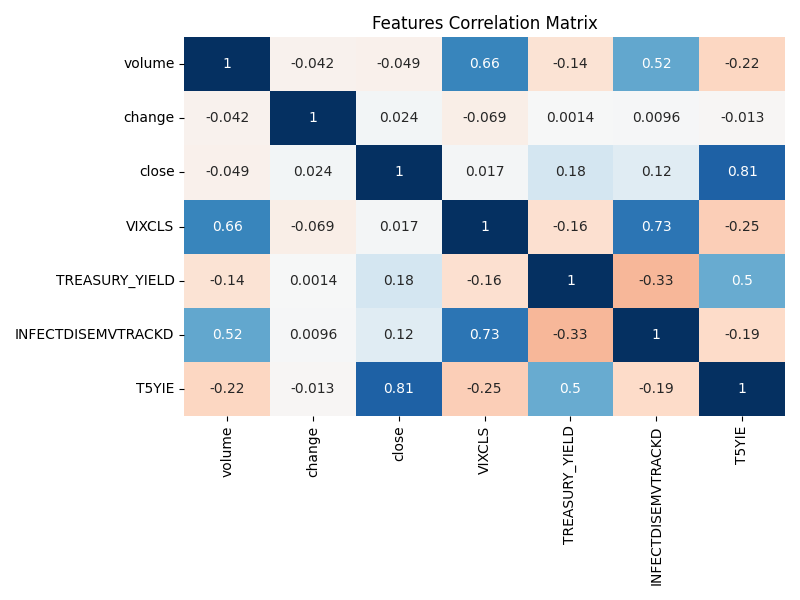 Features Correlation Matrix
volume 1 -0.042 -0.049 0.66 -0.14 0.52 -0.22
change -0.042 1 0.024 -0.069 0.0014 0.0096 -0.013
close -0.049 0.024 1 0.017 0.18 0.12 0.81
VIXCLS 0.66 -0.069 0.017 1 -0.16 0.73 -0.25
TREASURY_YIELD -0.14 0.0014 0.18 -0.16 1 -0.33 0.5
INFECTDISEMVTRACKD 0.52 0.0096 0.12 0.73 -0.33 1 -0.19
T5YIE -0.22 -0.013 0.81 -0.25 0.5 -0.19 1
volume
change
close
VIXCLS
TREASURY_YIELD
INFECTDISEMVTRACKD
T5YIE